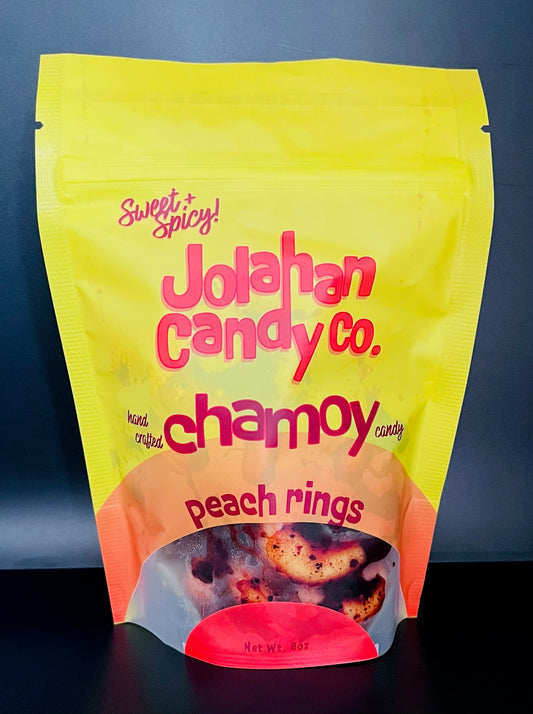 Sweet +
Spicy!
Jolahan
Candy Co.
hand
crafted
chamoy
candy
peach rings
Net Wt. 8oz